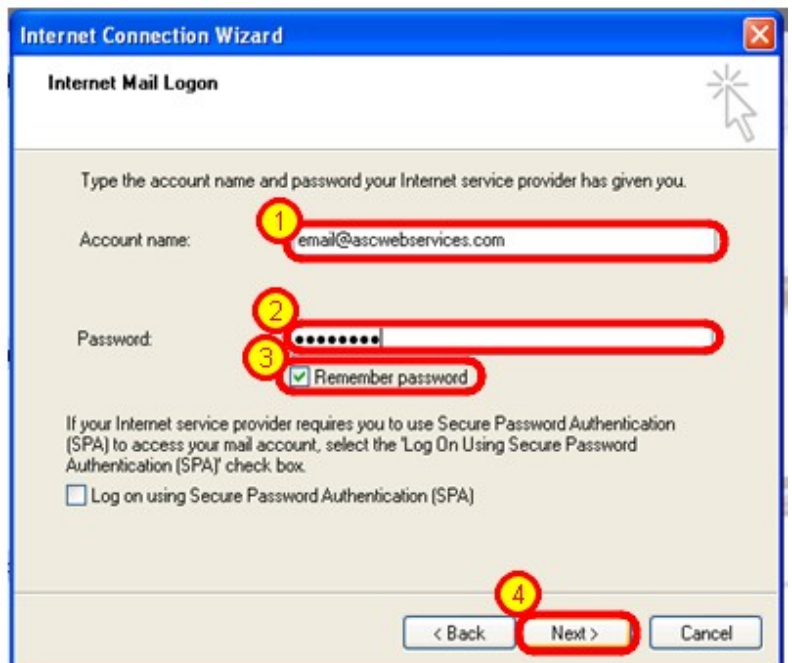 Internet Connection Wizard
Internet Mail Logon
Type the account name and password your Internet service provider has given you.
1
Account name: email@ascwebservices.com
2
Password: ●●●●●●●●
3
Remember password
If your Internet service provider requires you to use Secure Password Authentication
(SPA) to access your mail account, select the 'Log On Using Secure Password
Authentication (SPA)' check box.
Log on using Secure Password Authentication (SPA)
4
< Back Next > Cancel